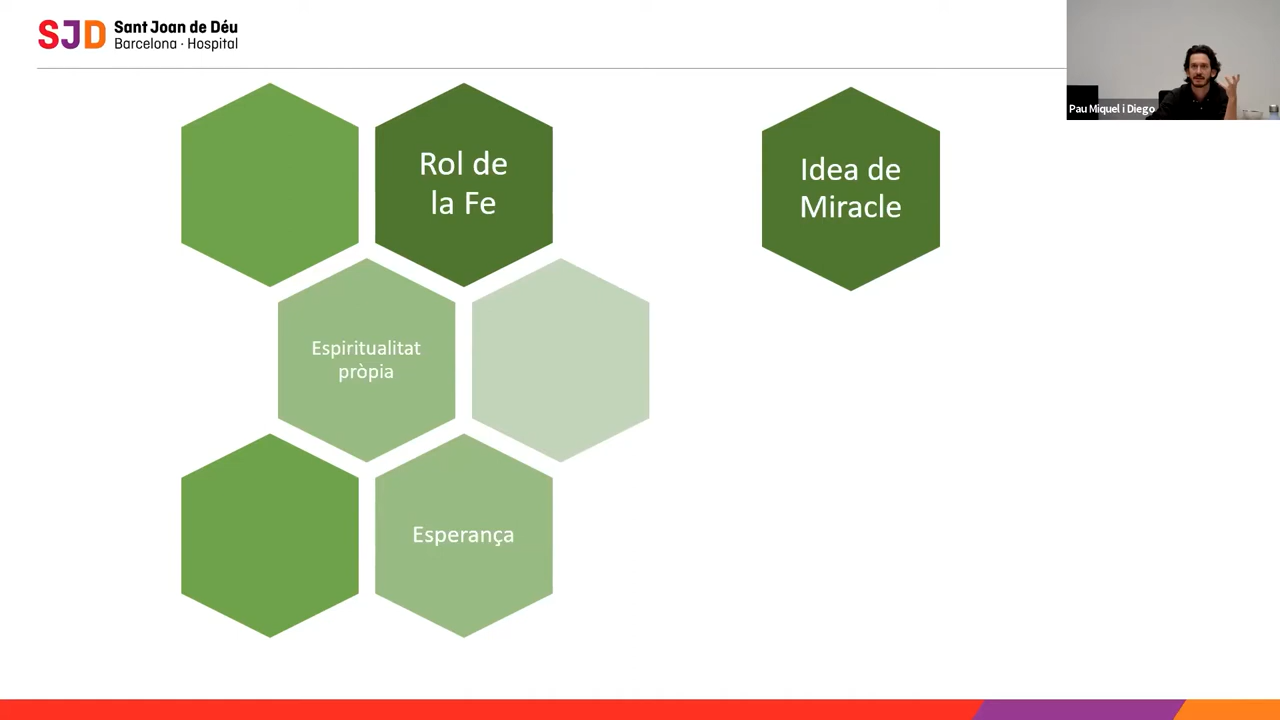 SJD
Sant Joan de Déu
Barcelona · Hospital
Pau Miquel i Diego
Rol de
la Fe
Idea de
Miracle
Espiritualitat
pròpia
Esperança